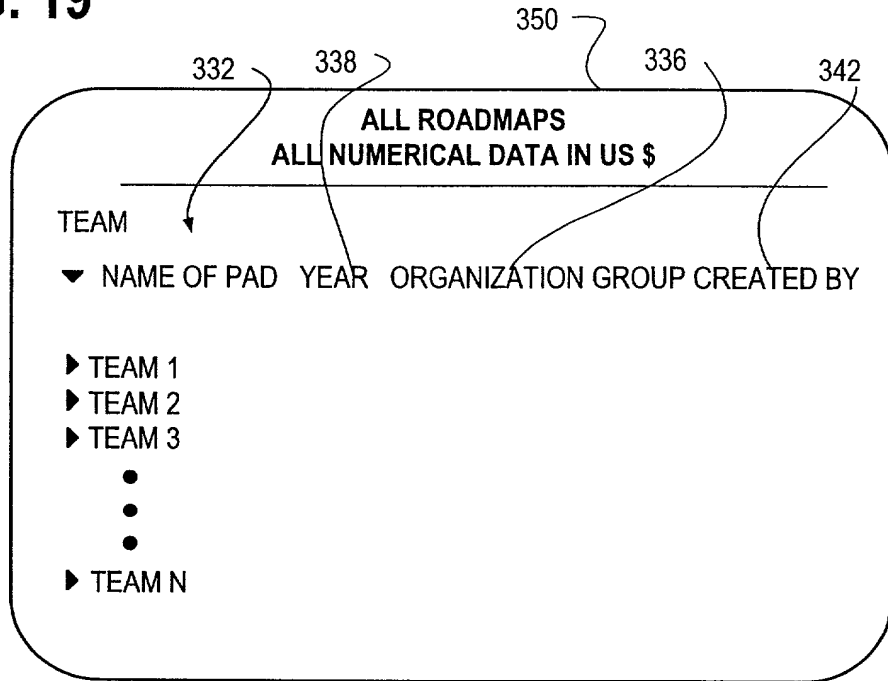 19
350
332 338 336 342
ALL ROADMAPS
ALL NUMERICAL DATA IN US $
TEAM
NAME OF PAD YEAR ORGANIZATION GROUP CREATED BY
TEAM 1
TEAM 2
TEAM 3
TEAM N